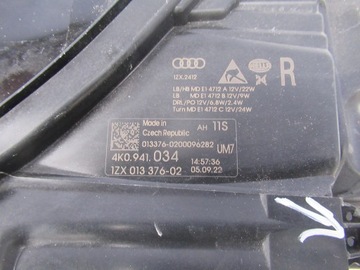 R
1ZX.2412
LB/HB MD E1 4712 A 12V/22W
LB MD E1 4712 B 12V/9W
DRL/PO 12V/6.8W/2.4W
Turn MD E1 4712 C 12V/24W
Made in
Czech Republic
AH 11S
013376-0200096282
UM7
4K0.941.034
14:57:36
1ZX 013 376-02
05.09.22